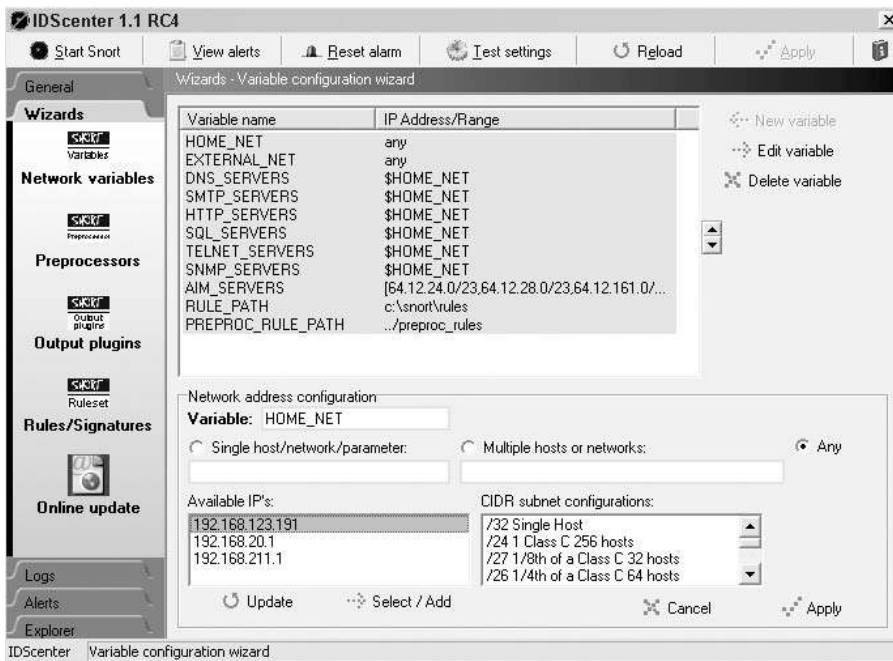 IDScenter 1.1 RC4
Start Snort View alerts Reset alarm Test settings Reload Apply
General
Wizards
SNORT
Variables
Network variables
SNORT
Preprocessor
Preprocessors
SNORT
Output
plugins
Output plugins
SNORT
Ruleset
Rules/Signatures
Online update
Logs
Alerts
Explorer
Wizards - Variable configuration wizard
Variable name IP Address/Range
HOME_NET any
EXTERNAL_NET any
DNS_SERVERS $HOME_NET
SMTP_SERVERS $HOME_NET
HTTP_SERVERS $HOME_NET
SQL_SERVERS $HOME_NET
TELNET_SERVERS $HOME_NET
SNMP_SERVERS $HOME_NET
AIM_SERVERS [64.12.24.0/23,64.12.28.0/23,64.12.161.0/...
RULE_PATH c:\snort\rules
PREPROC_RULE_PATH ../preproc_rules
New variable
Edit variable
Delete variable
Network address configuration
Variable: HOME_NET
Single host/network/parameter: Multiple hosts or networks: Any
Available IP's:
192.168.123.191
192.168.20.1
192.168.211.1
CIDR subnet configurations:
/32 Single Host
/24 1 Class C 256 hosts
/27 1/8th of a Class C 32 hosts
/26 1/4th of a Class C 64 hosts
Update Select / Add Cancel Apply
IDScenter Variable configuration wizard